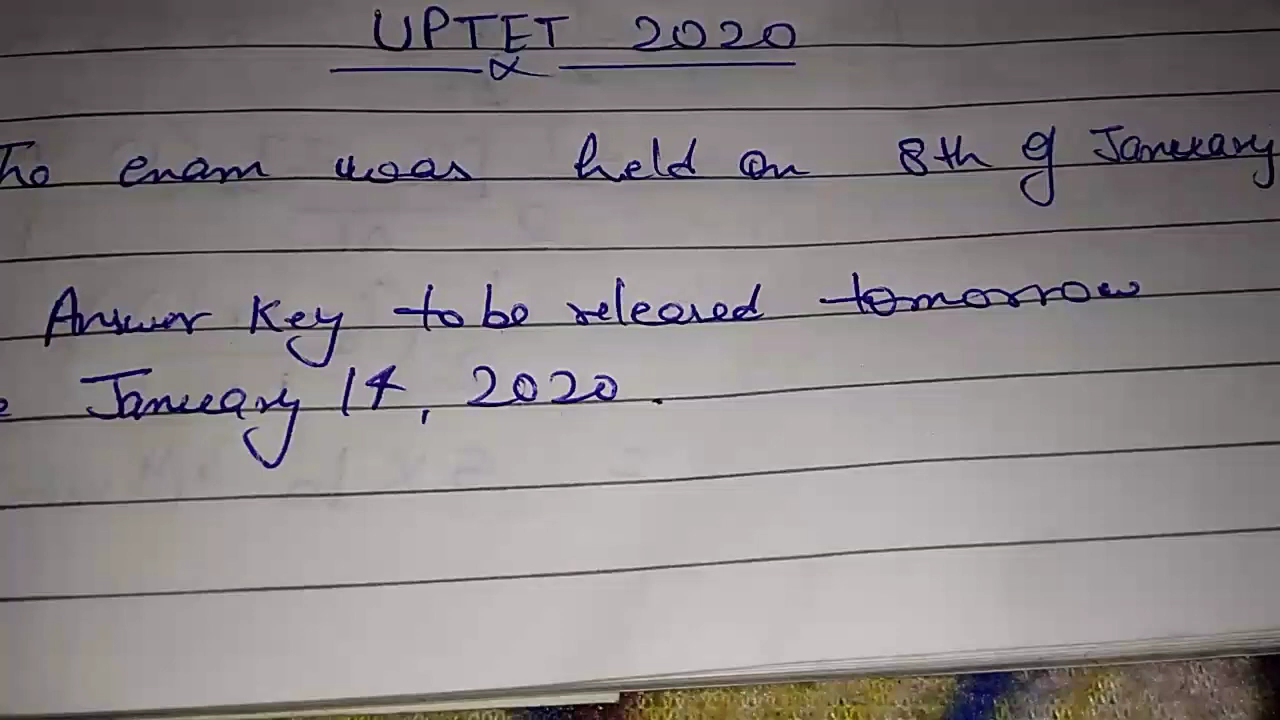 UPTET 2020
The exam was held on 8th of January
Answer Key to be released tomorrow
January 14, 2020.